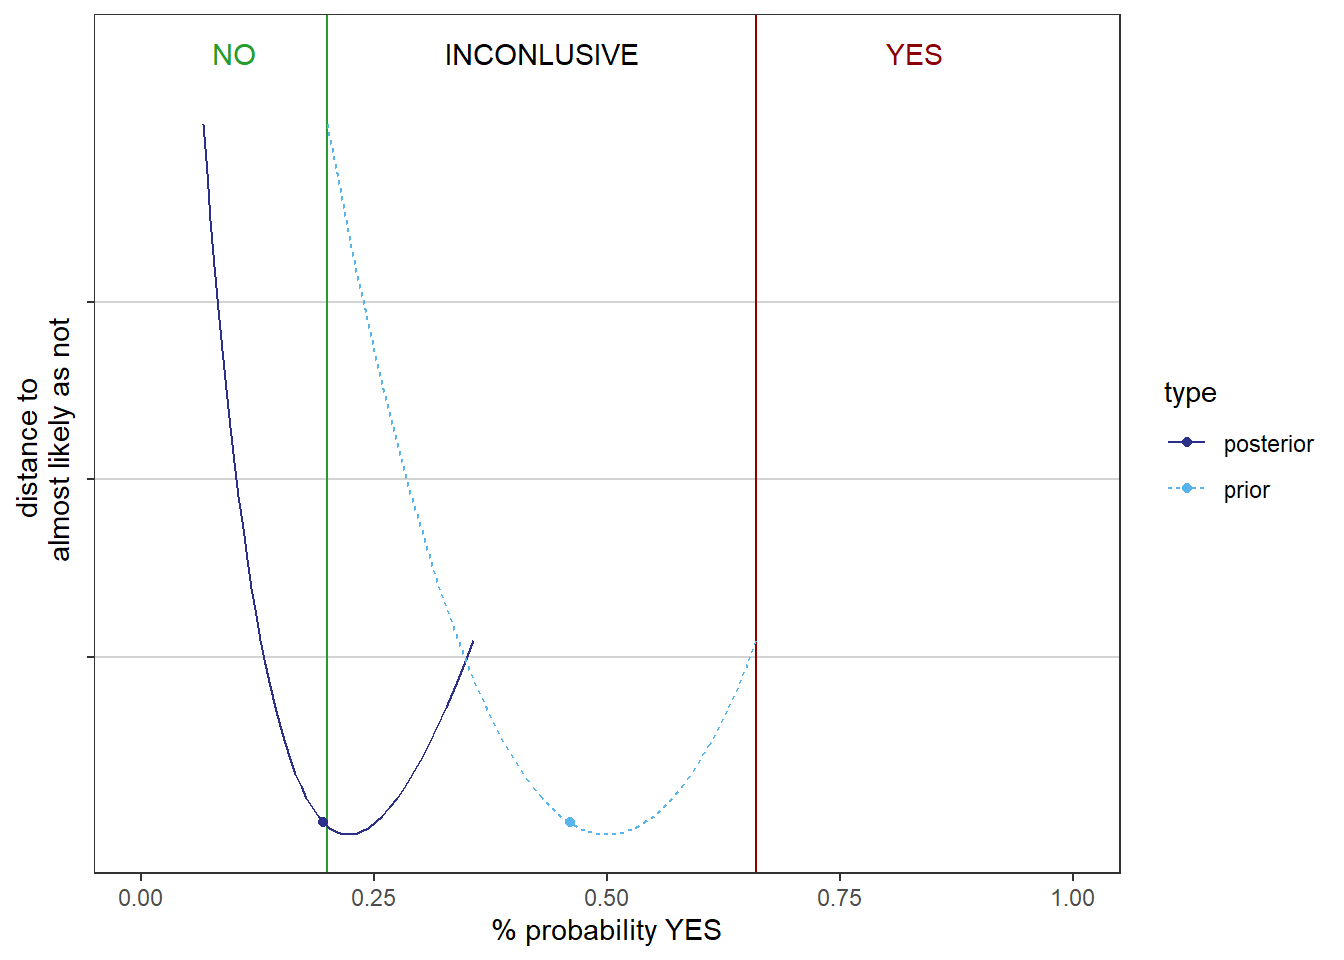 NO
INCONLUSIVE
YES
distance to
almost likely as not
type
posterior
prior
0.00
0.25
0.50
0.75
1.00
% probability YES